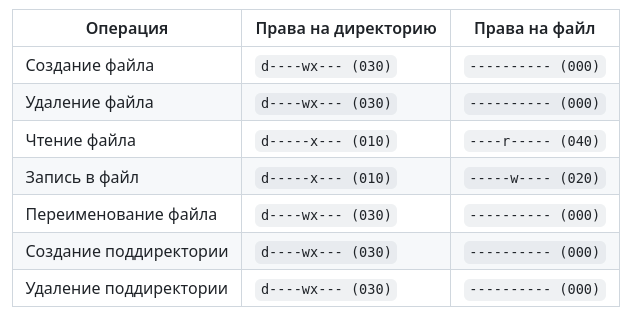 Операция Права на директорию Права на файл
Создание файла d----wx--- (030) ---------- (000)
Удаление файла d----wx--- (030) ---------- (000)
Чтение файла d-----x--- (010) ----r----- (040)
Запись в файл d-----x--- (010) -----w---- (020)
Переименование файла d----wx--- (030) ---------- (000)
Создание поддиректории d----wx--- (030) ---------- (000)
Удаление поддиректории d----wx--- (030) ---------- (000)